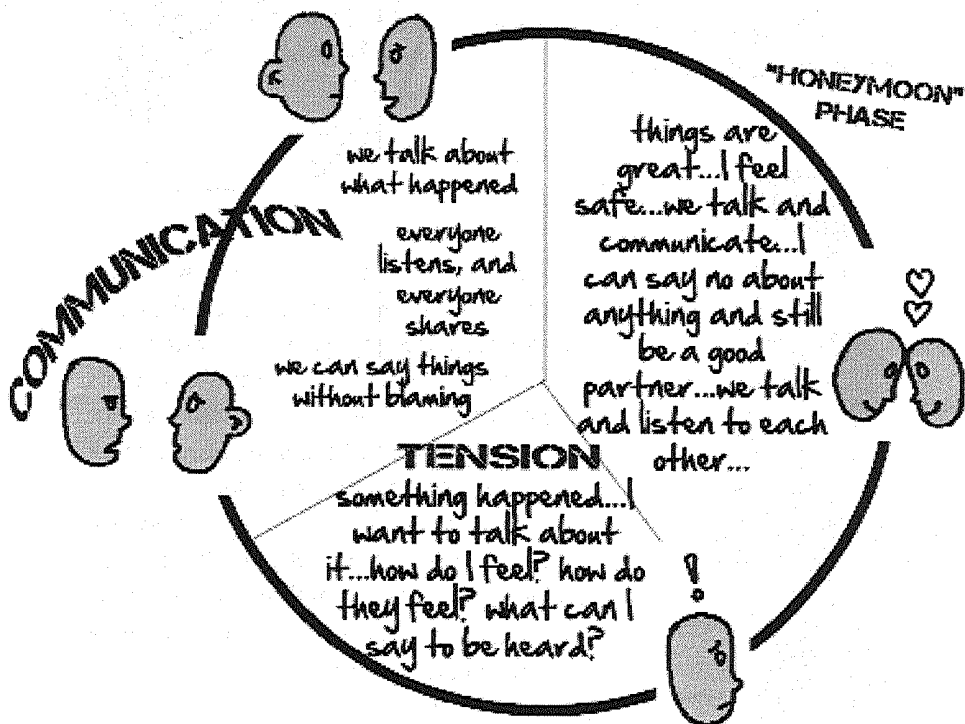 "HONEYMOON"
PHASE
things are
great...I feel
safe...we talk and
communicate...I
can say no about
anything and still
be a good
partner...we talk
and listen to each
other...
TENSION
something happened...I
want to talk about
it...how do I feel? how do
they feel? what can I
say to be heard?
COMMUNICATION
we talk about
what happened
everyone
listens, and
everyone
shares
we can say things
without blaming
!